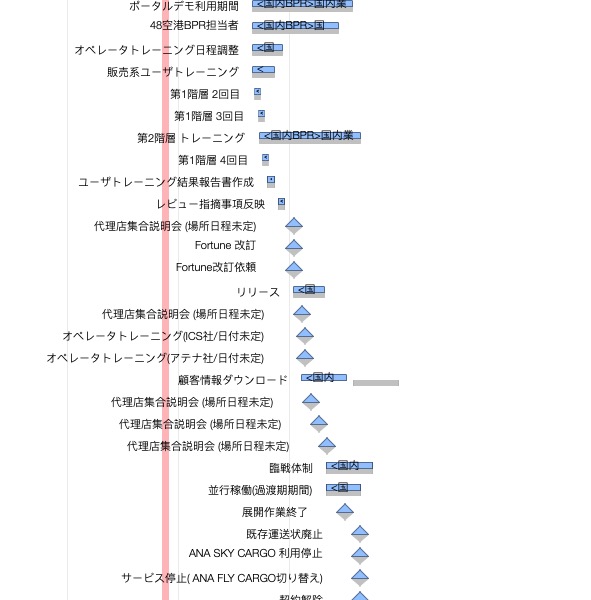 ポータルデモ利用期間 <国内BPR>国内業
48空港BPR担当者 <国内BPR>国
オペレータトレーニング日程調整 <国
販売系ユーザトレーニング <
第1階層 2回目
第1階層 3回目
第2階層 トレーニング <国内BPR>国内業
第1階層 4回目
ユーザトレーニング結果報告書作成
レビュー指摘事項反映
代理店集合説明会 (場所日程未定)
Fortune 改訂
Fortune改訂依頼
リリース <国
代理店集合説明会 (場所日程未定)
オペレータトレーニング(ICS社/日付未定)
オペレータトレーニング(アテナ社/日付未定)
顧客情報ダウンロード <国内
代理店集合説明会 (場所日程未定)
代理店集合説明会 (場所日程未定)
代理店集合説明会 (場所日程未定)
臨戦体制 <国内
並行稼働(過渡期期間) <国
展開作業終了
既存運送状廃止
ANA SKY CARGO 利用停止
サービス停止( ANA FLY CARGO切り替え)
契約解除